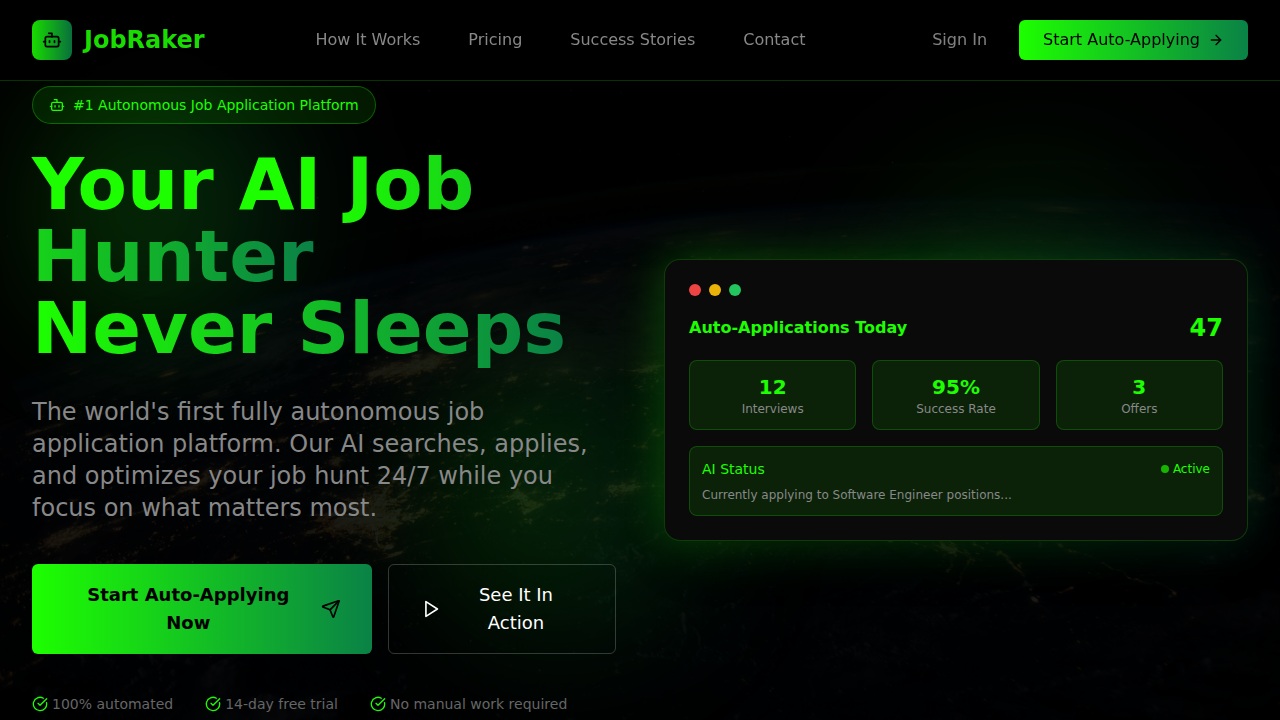 JobRaker
How It Works
Pricing
Success Stories
Contact
Sign In
Start Auto-Applying
#1 Autonomous Job Application Platform
Your AI Job
Hunter
Never Sleeps
The world's first fully autonomous job
application platform. Our AI searches, applies,
and optimizes your job hunt 24/7 while you
focus on what matters most.
Start Auto-Applying
Now
See It In
Action
100% automated
14-day free trial
No manual work required
Auto-Applications Today
47
12
Interviews
95%
Success Rate
3
Offers
AI Status
Active
Currently applying to Software Engineer positions...